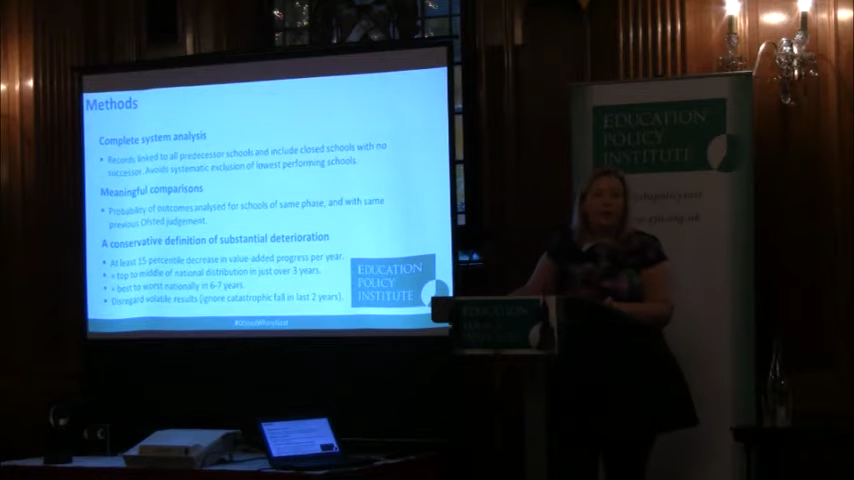 Methods
Complete system analysis
• Records linked to all predecessor schools and include closed schools with no
successor. Avoids systematic exclusion of lowest performing schools.
Meaningful comparisons
• Probability of outcomes analysed for schools of same phase, and with same
previous Ofsted judgement.
A conservative definition of substantial deterioration
• At least 15 percentile decrease in value-added progress per year.
• = top to middle of national distribution in just over 3 years.
• = best to worst nationally in 6-7 years.
• Disregard volatile results (ignore catastrophic fall in last 2 years).
EDUCATION
POLICY
INSTITUTE
EDUCATION
POLICY
INSTITUTE
EDUCATION